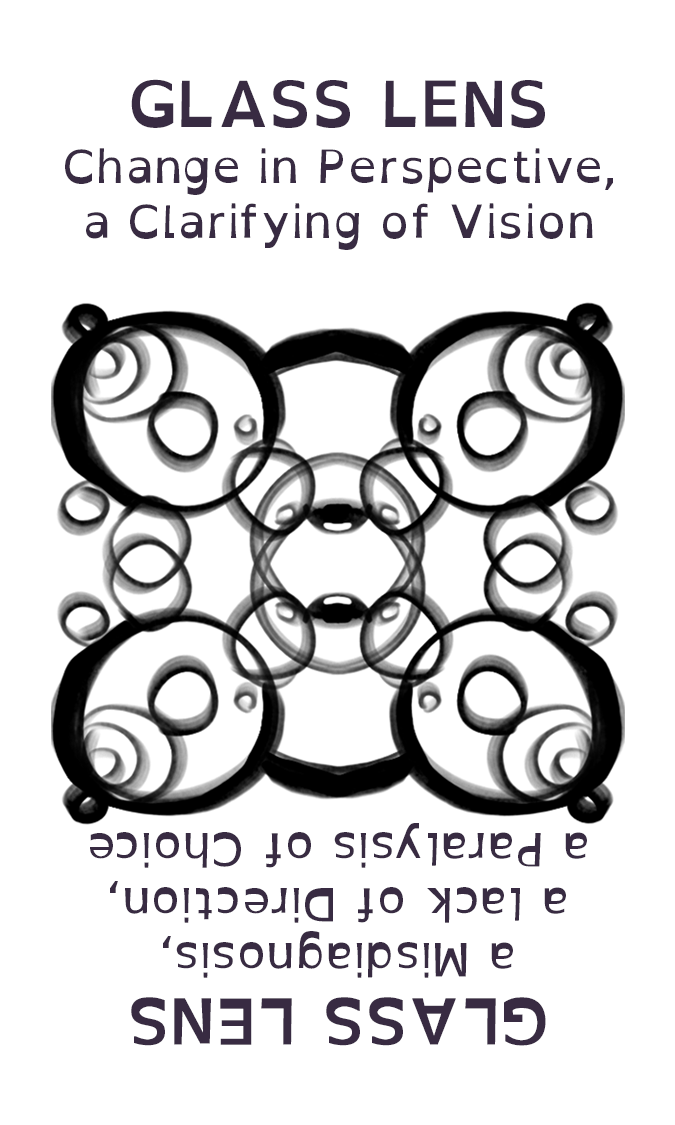 GLASS LENS
Change in Perspective,
a Clarifying of Vision
GLASS LENS
a Misdiagnosis,
a lack of Direction,
a Paralysis of Choice